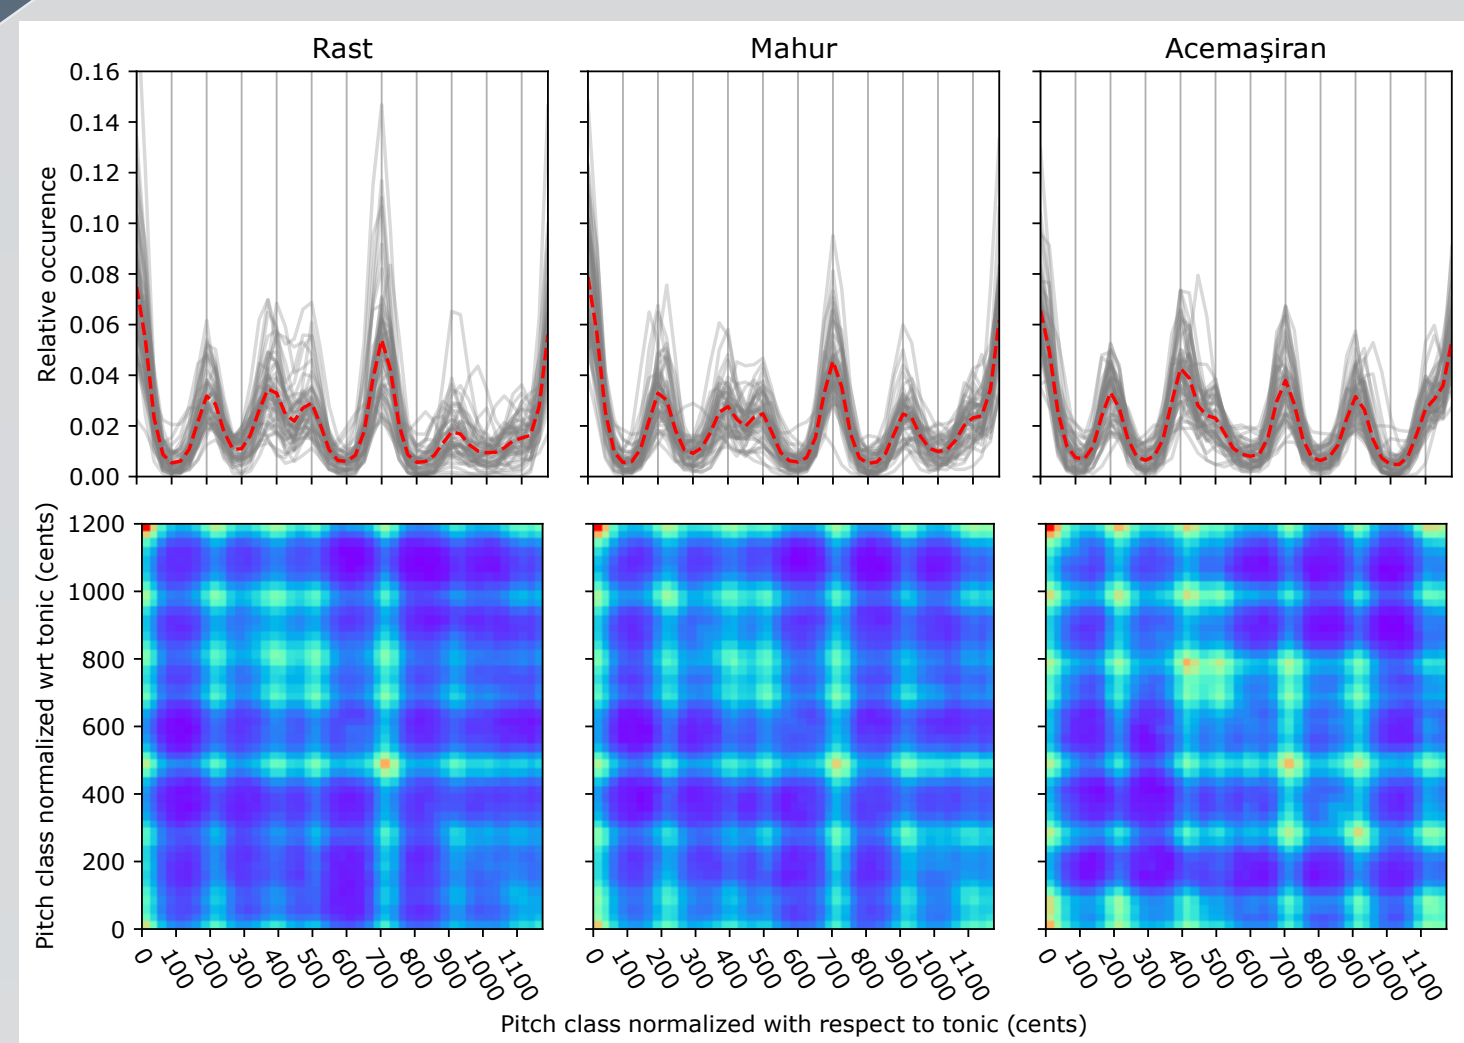 Rast Mahur Acemaşiran
0.16
0.14
0.12
0.10
0.08
0.06
0.04
0.02
0.00
Relative occurence
1200
1000
800
600
400
200
0
Pitch class normalized wrt tonic (cents)
0 100 200 300 400 500 600 700 800 900 1000 1100
0 100 200 300 400 500 600 700 800 900 1000 1100
0 100 200 300 400 500 600 700 800 900 1000 1100
Pitch class normalized with respect to tonic (cents)